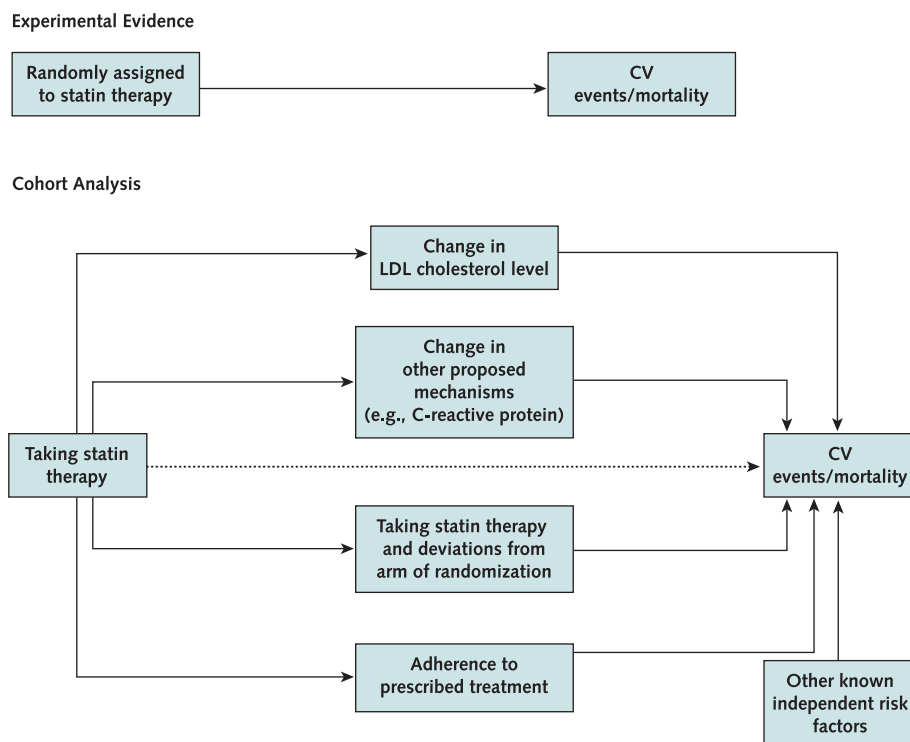 Experimental Evidence
Randomly assigned
to statin therapy
CV
events/mortality
Cohort Analysis
Change in
LDL cholesterol level
Change in
other proposed
mechanisms
(e.g., C-reactive protein)
Taking statin
therapy
CV
events/mortality
Taking statin therapy
and deviations from
arm of randomization
Adherence to
prescribed treatment
Other known
independent risk
factors